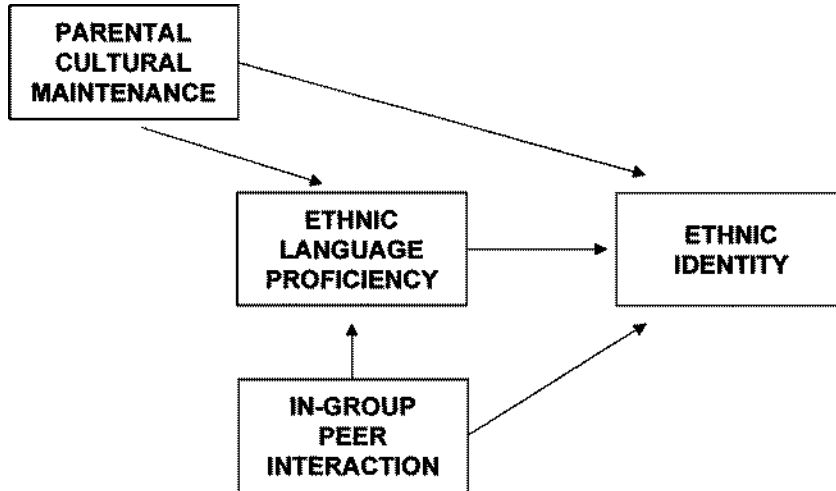 PARENTAL
CULTURAL
MAINTENANCE
ETHNIC
LANGUAGE
PROFICIENCY
ETHNIC
IDENTITY
IN-GROUP
PEER
INTERACTION